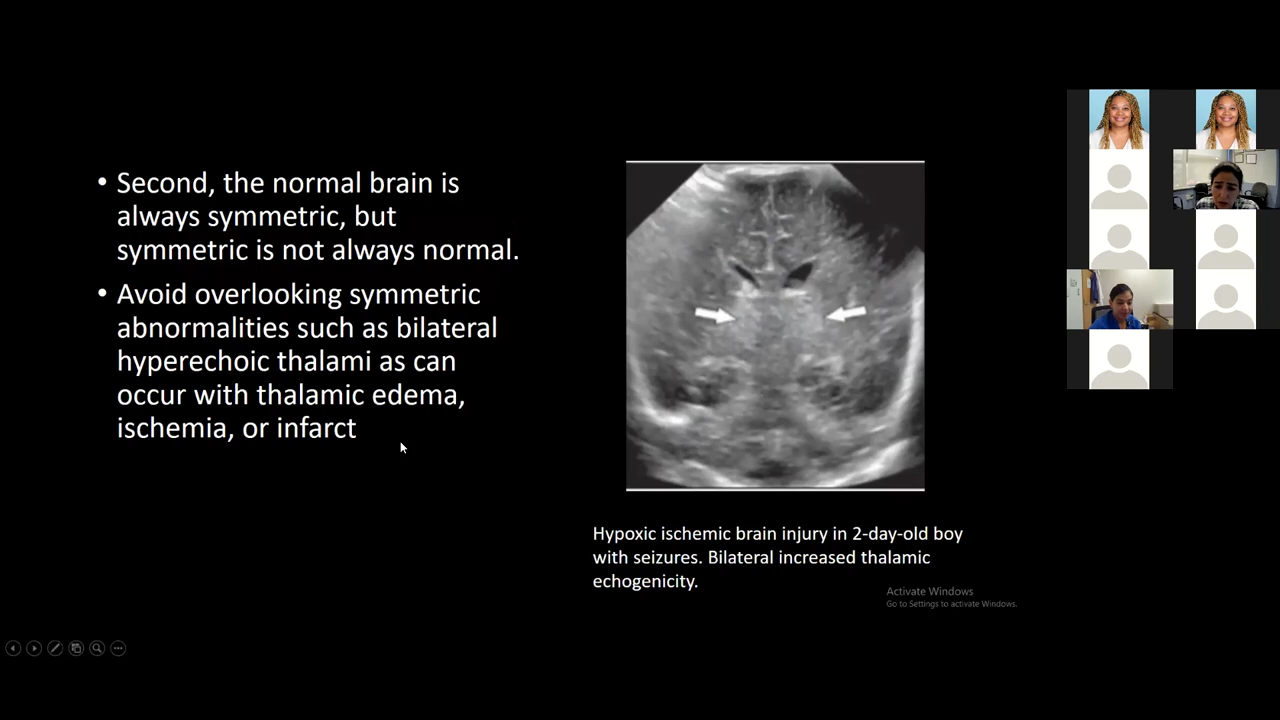 • Second, the normal brain is
always symmetric, but
symmetric is not always normal.
• Avoid overlooking symmetric
abnormalities such as bilateral
hyperechoic thalami as can
occur with thalamic edema,
ischemia, or infarct
Hypoxic ischemic brain injury in 2-day-old boy
with seizures. Bilateral increased thalamic
echogenicity.
Activate Windows
Go to Settings to activate Windows.